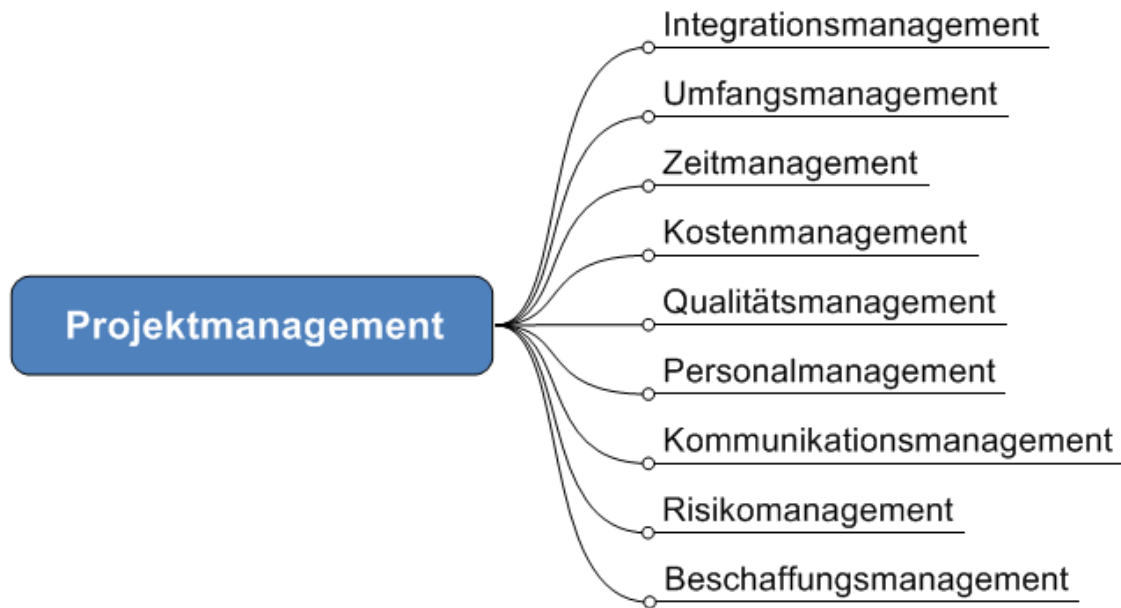 Integrationsmanagement
Umfangsmanagement
Zeitmanagement
Kostenmanagement
Projektmanagement
Qualitätsmanagement
Personalmanagement
Kommunikationsmanagement
Risikomanagement
Beschaffungsmanagement